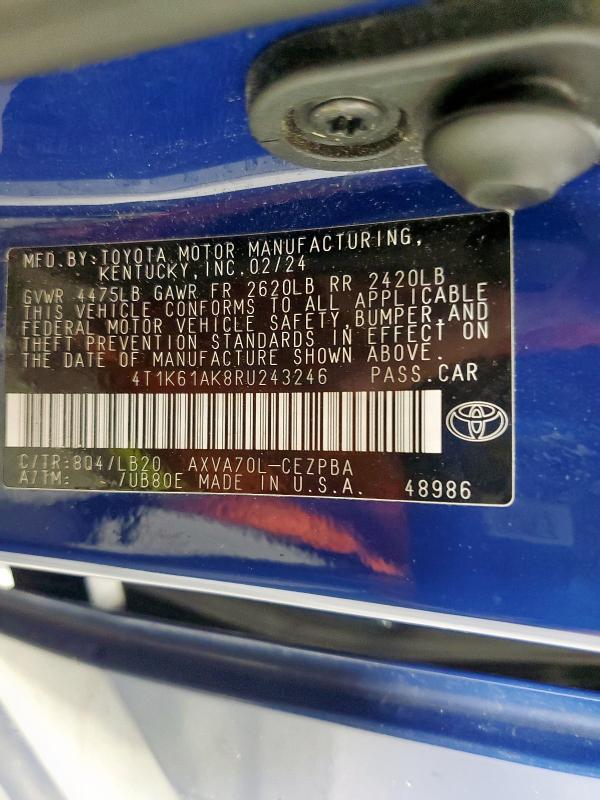 MFD.BY:TOYOTA MOTOR MANUFACTURING,
KENTUCKY,INC.02/24
GVWR 4475LB GAWR FR 2620LB RR 2420LB
THIS VEHICLE CONFORMS TO ALL APPLICABLE
FEDERAL MOTOR VEHICLE SAFETY,BUMPER,AND
THEFT PREVENTION STANDARDS IN EFFECT ON
THE DATE OF MANUFACTURE SHOWN ABOVE.
4T1K61AK8RU243246 PASS.CAR
C/TR:8Q4/LB20 AXVA70L-CEZPBA
A/TM: -/UB80E MADE IN U.S.A. 48986